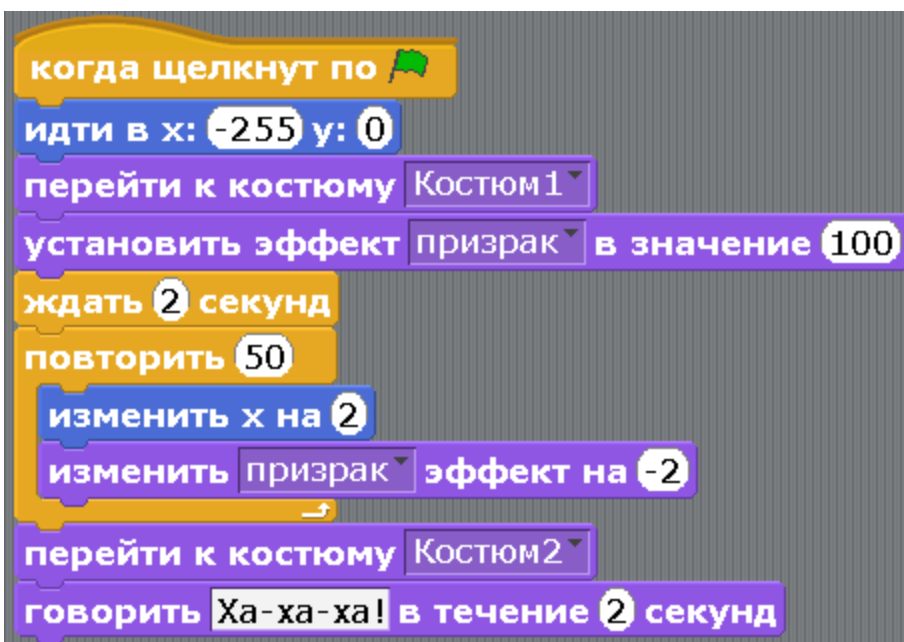 когда щелкнут по
идти в x: -255 y: 0
перейти к костюму Костюм1
установить эффект призрак в значение 100
ждать 2 секунд
повторить 50
изменить х на 2
изменить призрак эффект на -2
перейти к костюму Костюм2
говорить Ха-ха-ха! в течение 2 секунд